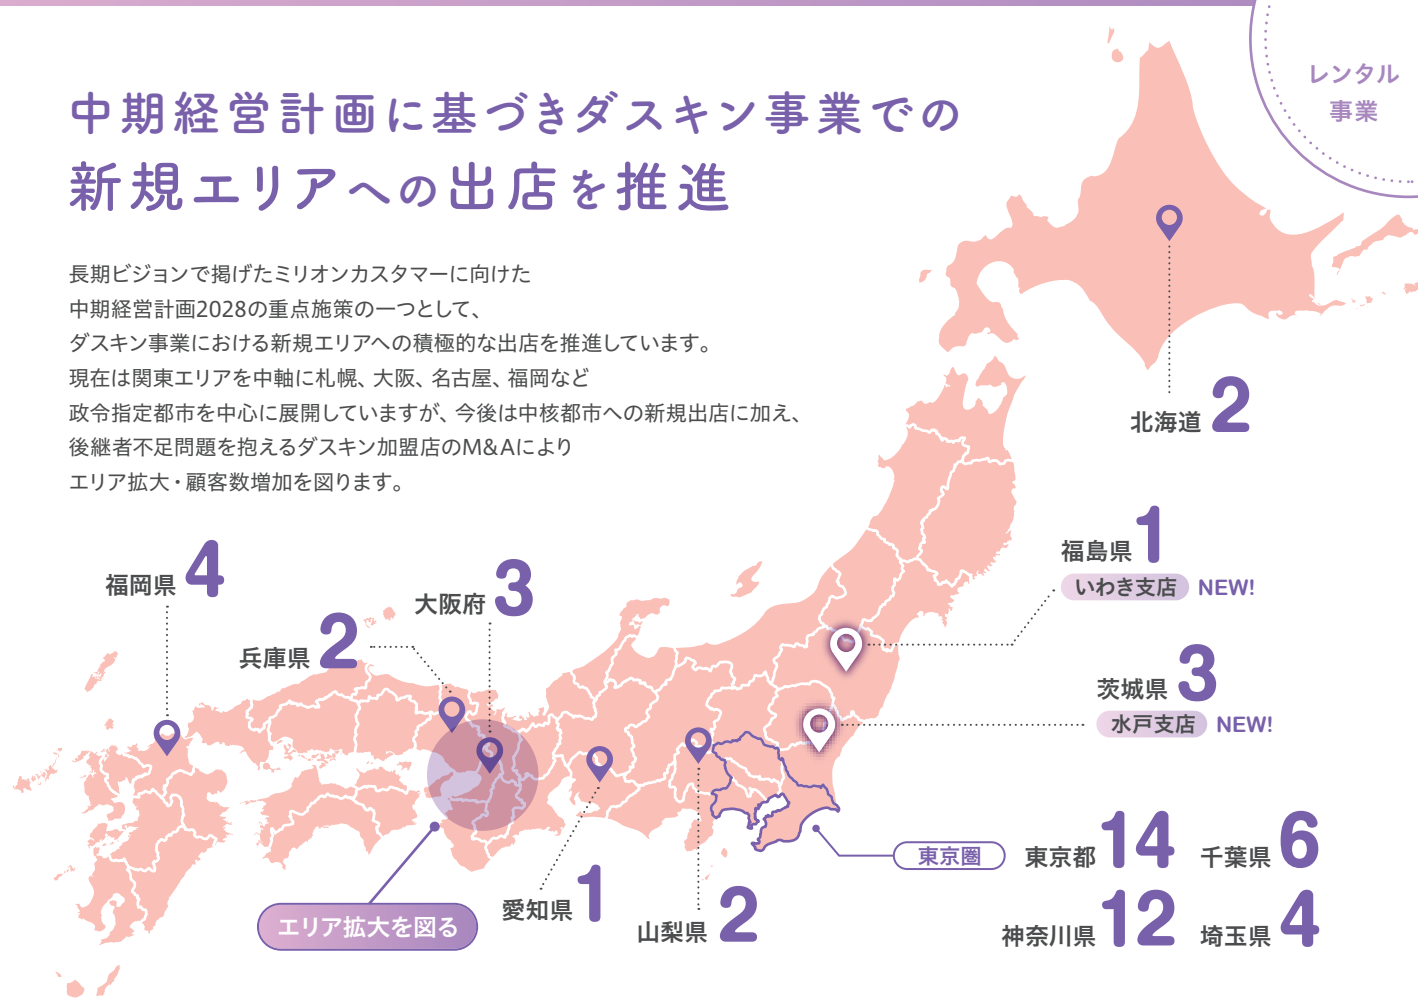 レンタル
事業
中期経営計画に基づきダスキン事業での
新規エリアへの出店を推進
長期ビジョンで掲げたミリオンカスタマーに向けた
中期経営計画2028の重点施策の一つとして、
ダスキン事業における新規エリアへの積極的な出店を推進しています。
現在は関東エリアを中軸に札幌、大阪、名古屋、福岡など
政令指定都市を中心に展開していますが、今後は中核都市への新規出店に加え、
後継者不足問題を抱えるダスキン加盟店のM&Aにより
エリア拡大・顧客数増加を図ります。
北海道 2
福島県 1
いわき支店 NEW!
茨城県 3
水戸支店 NEW!
福岡県 4
兵庫県 2
大阪府 3
エリア拡大を図る
愛知県 1
山梨県 2
東京圏
東京都 14 千葉県 6
神奈川県 12 埼玉県 4